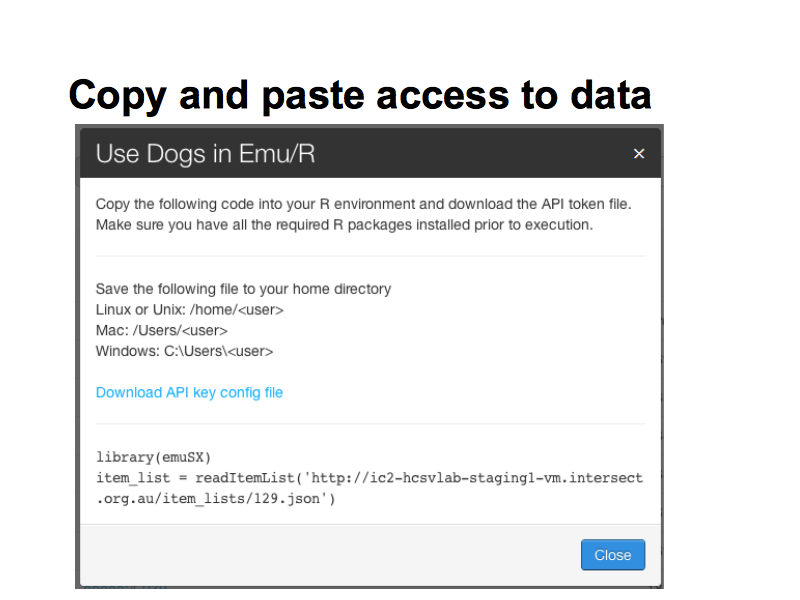 Copy and paste access to data
Use Dogs in Emu/R
×
Copy the following code into your R environment and download the API token file.
Make sure you have all the required R packages installed prior to execution.
Save the following file to your home directory
Linux or Unix: /home/<user>
Mac: /Users/<user>
Windows: C:\Users\<user>
Download API key config file
library(emuSX)
item_list = readItemList('http://ic2-hcsvlab-staging1-vm.intersect
.org.au/item_lists/129.json')
Close